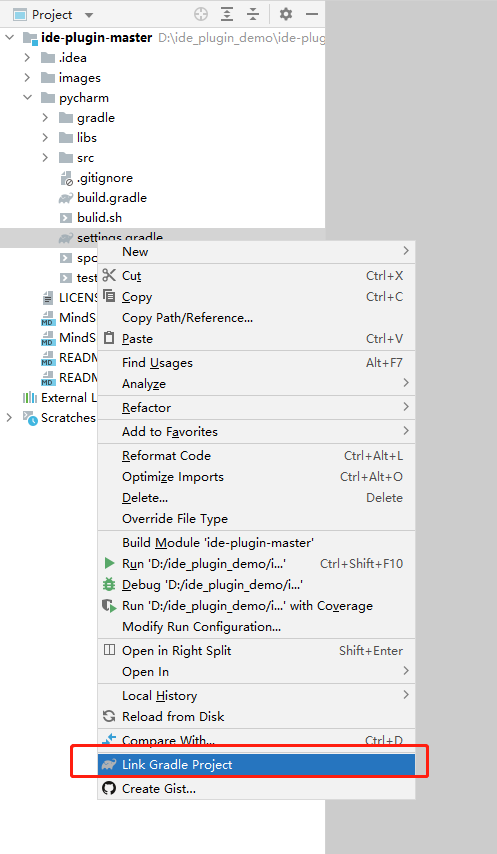 Project
ide-plugin-master D:\ide_plugin_demo\ide-plug
.idea
images
pycharm
gradle
libs
src
.gitignore
build.gradle
bulid.sh
settings.gradle
spo
test
LICENS
MD MindS
MD MindS
MD READM
MD READM
External L
Scratches
New
Cut Ctrl+X
Copy Ctrl+C
Copy Path/Reference...
Paste Ctrl+V
Find Usages Alt+F7
Analyze
Refactor
Add to Favorites
Reformat Code Ctrl+Alt+L
Optimize Imports Ctrl+Alt+O
Delete... Delete
Override File Type
Build Module 'ide-plugin-master'
Run 'D:/ide_plugin_demo/i...' Ctrl+Shift+F10
Debug 'D:/ide_plugin_demo/i...'
Run 'D:/ide_plugin_demo/i...' with Coverage
Modify Run Configuration...
Open in Right Split Shift+Enter
Open In
Local History
Reload from Disk
Compare With... Ctrl+D
Link Gradle Project
Create Gist...